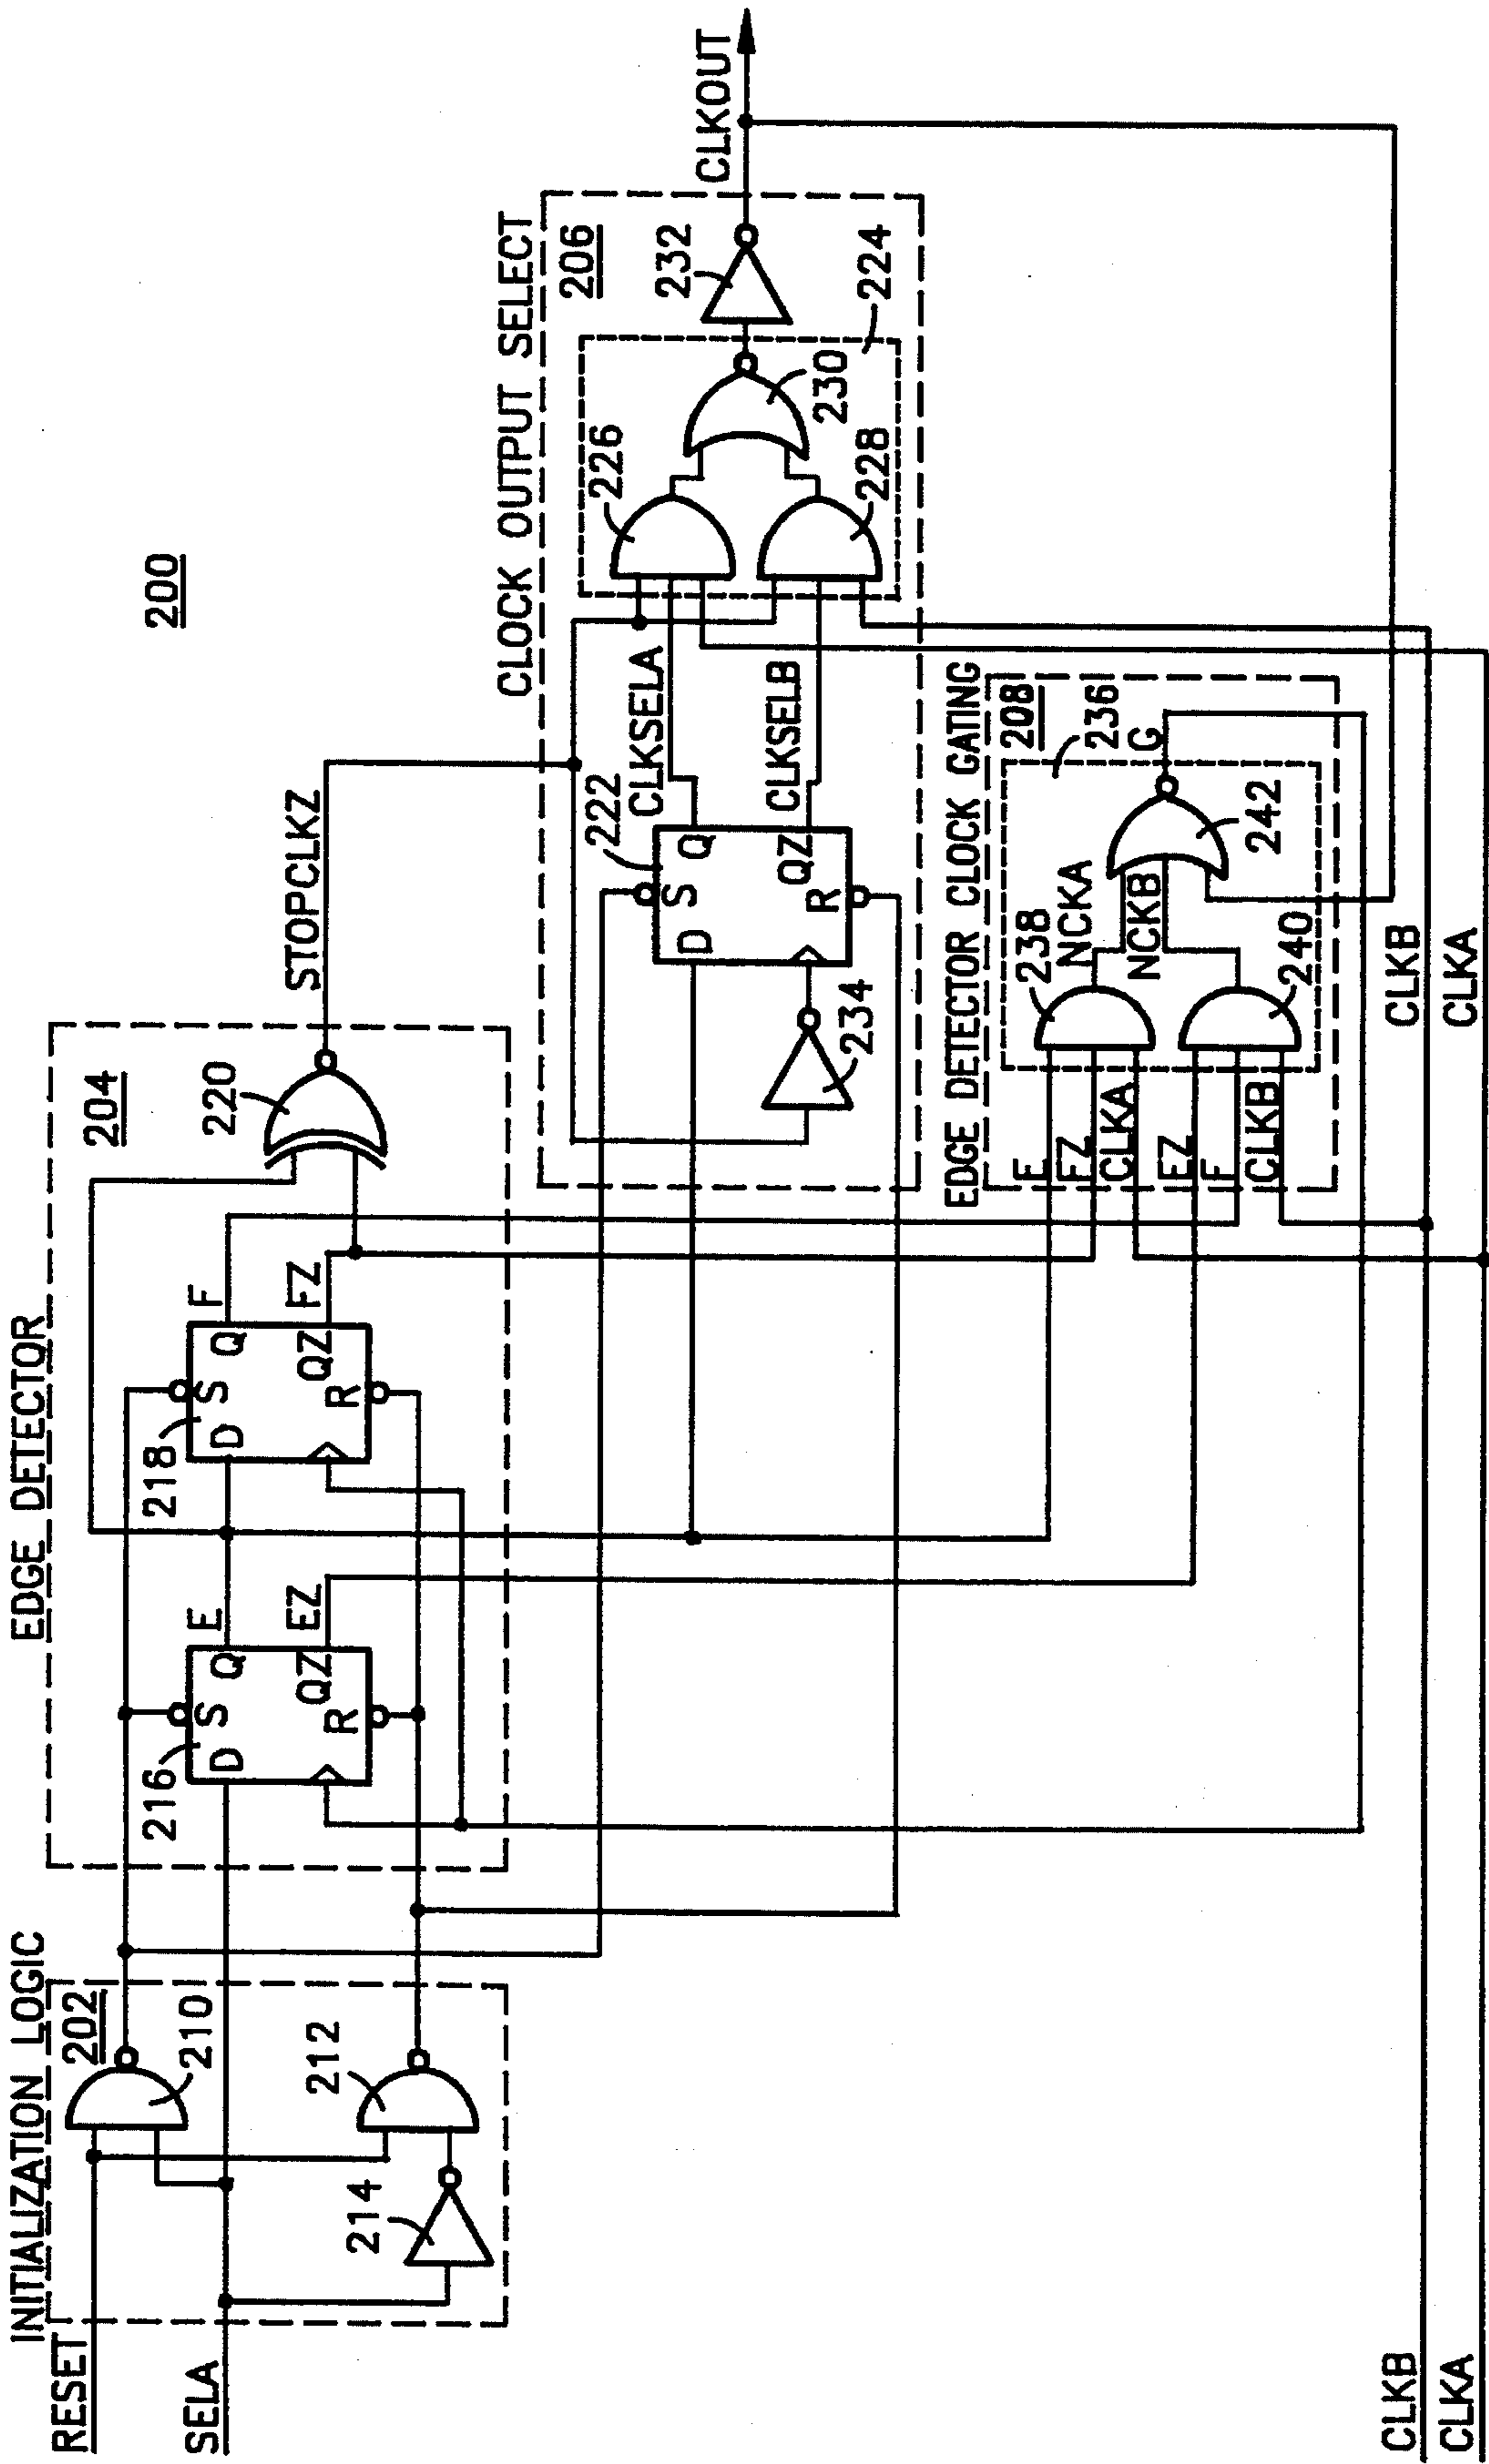 200
INITIALIZATION LOGIC
202
210
212
214
RESET
SELA
EDGE DETECTOR
204
216
D
S
Q
QZ
R
E
EZ
218
D
S
Q
QZ
R
F
FZ
220
STOPCLKZ
CLOCK OUTPUT SELECT
206
222
D
S
Q
QZ
R
234
CLKSELA
CLKSELB
226
228
230
224
232
CLKOUT
EDGE DETECTOR CLOCK GATING
208
236
E
FZ
CLKA
EZ
F
CLKB
238
NCKA
NCKB
240
242
G
CLKB
CLKA
CLKB
CLKA